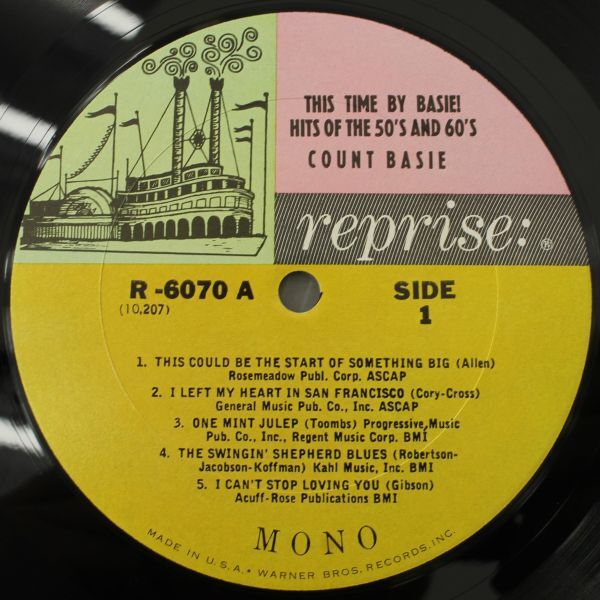 THIS TIME BY BASIE!
HITS OF THE 50'S AND 60'S
COUNT BASIE
reprise:®
R-6070 A
(10,207)
SIDE
1
1. THIS COULD BE THE START OF SOMETHING BIG (Allen)
Rosemeadow Publ. Corp. ASCAP
2. I LEFT MY HEART IN SAN FRANCISCO (Cory-Cross)
General Music Pub. Co., Inc. ASCAP
3. ONE MINT JULEP (Toombs) Progressive Music
Pub. Co., Inc., Regent Music Corp. BMI
4. THE SWINGIN' SHEPHERD BLUES (Robertson-
Jacobson-Koffman) Kahl Music, Inc. BMI
5. I CAN'T STOP LOVING YOU (Gibson)
Acuff-Rose Publications BMI
MONO
MADE IN U.S.A. • WARNER BROS. RECORDS, INC.